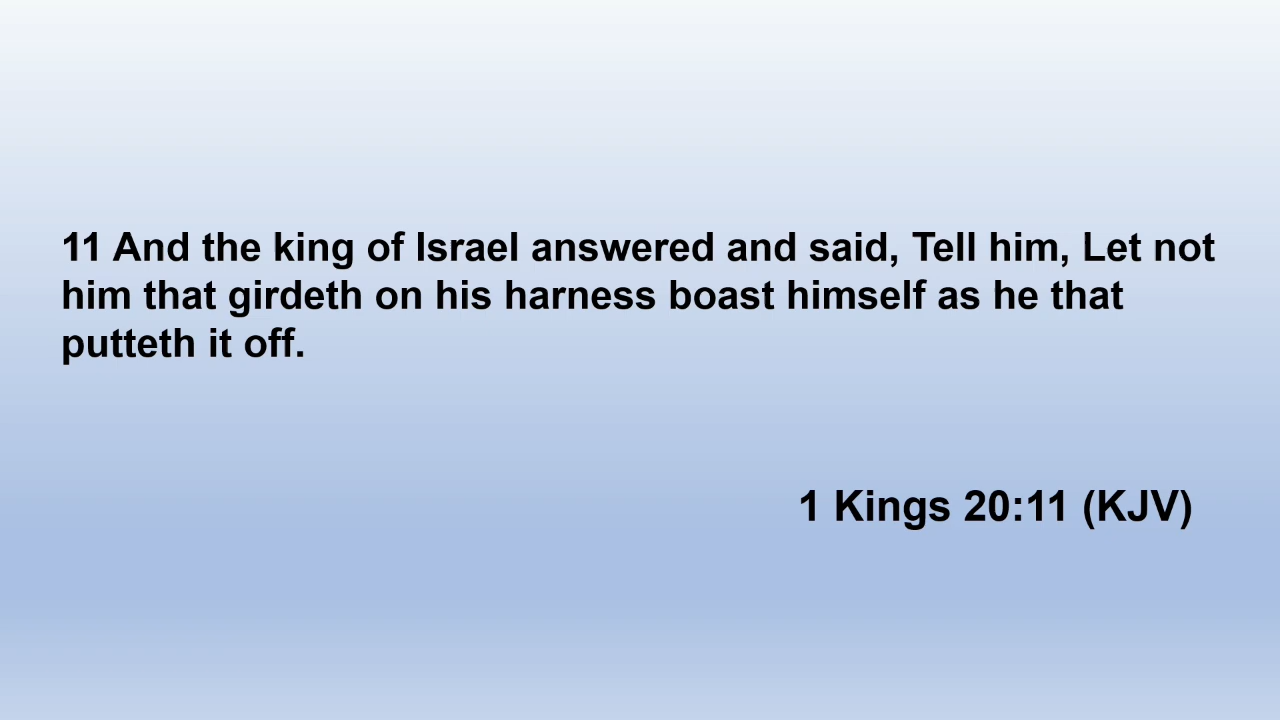 11 And the king of Israel answered and said, Tell him, Let not
him that girdeth on his harness boast himself as he that
putteth it off.
1 Kings 20:11 (KJV)